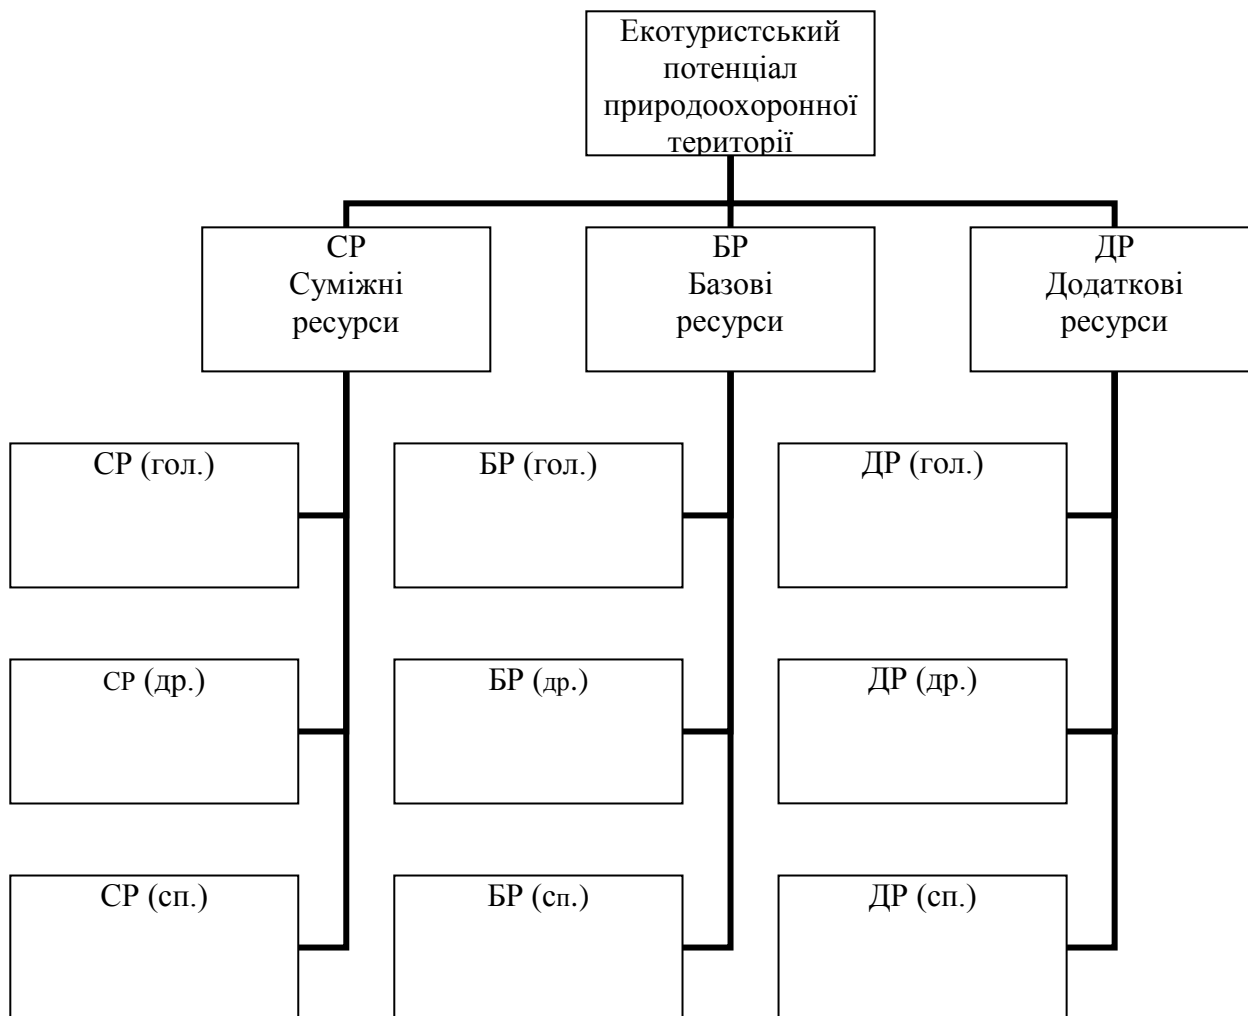 Екотуристський
потенціал
природоохоронної
території
СР
Суміжні
ресурси
БР
Базові
ресурси
ДР
Додаткові
ресурси
СР (гол.)
БР (гол.)
ДР (гол.)
СР (др.)
БР (др.)
ДР (др.)
СР (сп.)
БР (сп.)
ДР (сп.)